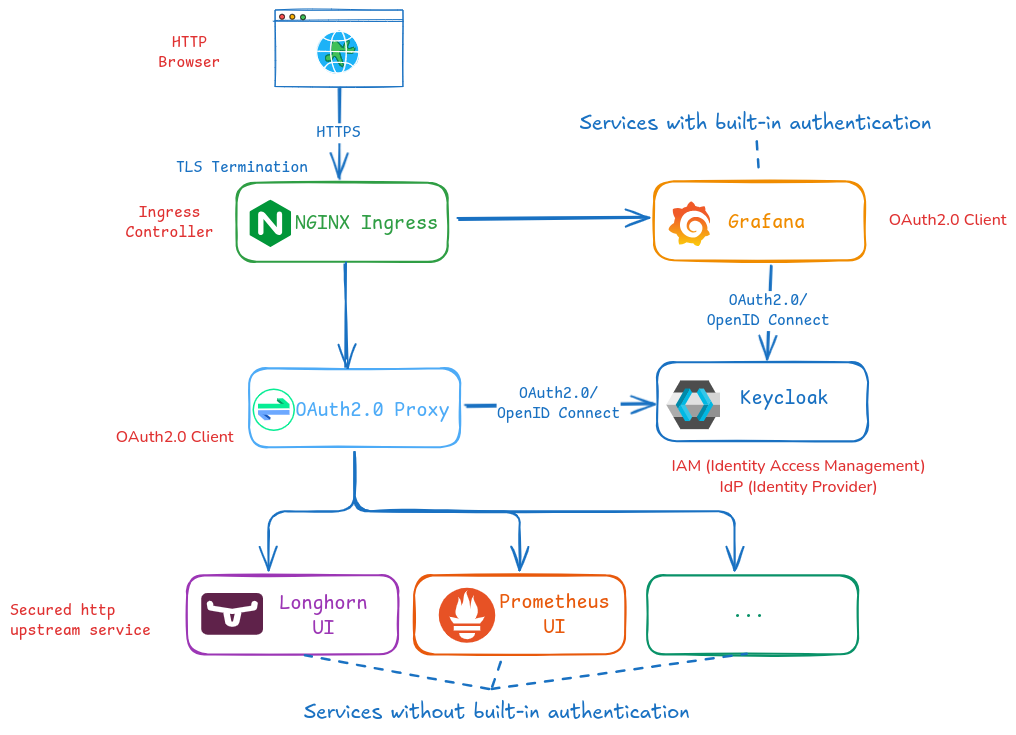 HTTP
Browser
HTTPS
Services with built-in authentication
TLS Termination
Ingress
Controller
NGINX Ingress
Grafana
OAuth2.0 Client
OAuth2.0/
OpenID Connect
OAuth2.0 Proxy
OAuth2.0/
OpenID Connect
Keycloak
OAuth2.0 Client
IAM (Identity Access Management)
IdP (Identity Provider)
Secured http
upstream service
Longhorn
UI
Prometheus
UI
...
Services without built-in authentication